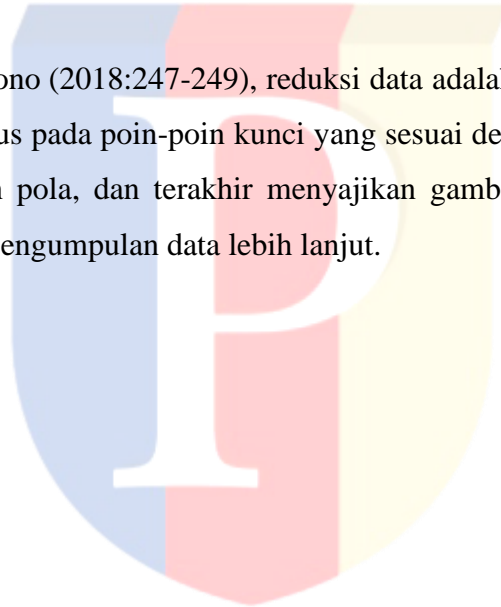 ono (2018:247-249), reduksi data adalah
us pada poin-poin kunci yang sesuai de
pola, dan terakhir menyajikan gamb
engumpulan data lebih lanjut.
P